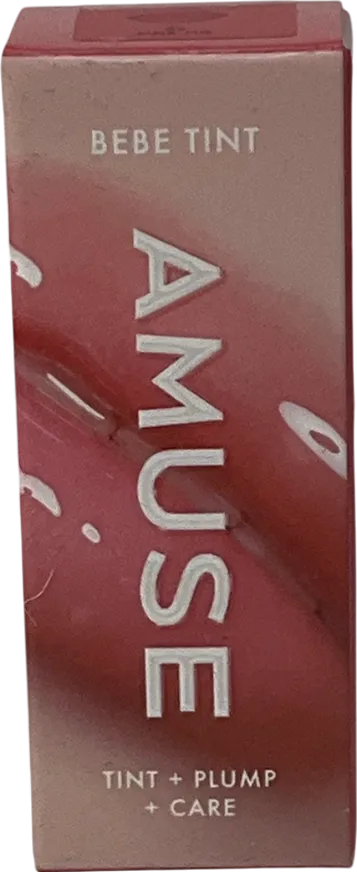 BEBE TINT
AMUSE
TINT + PLUMP
+ CARE